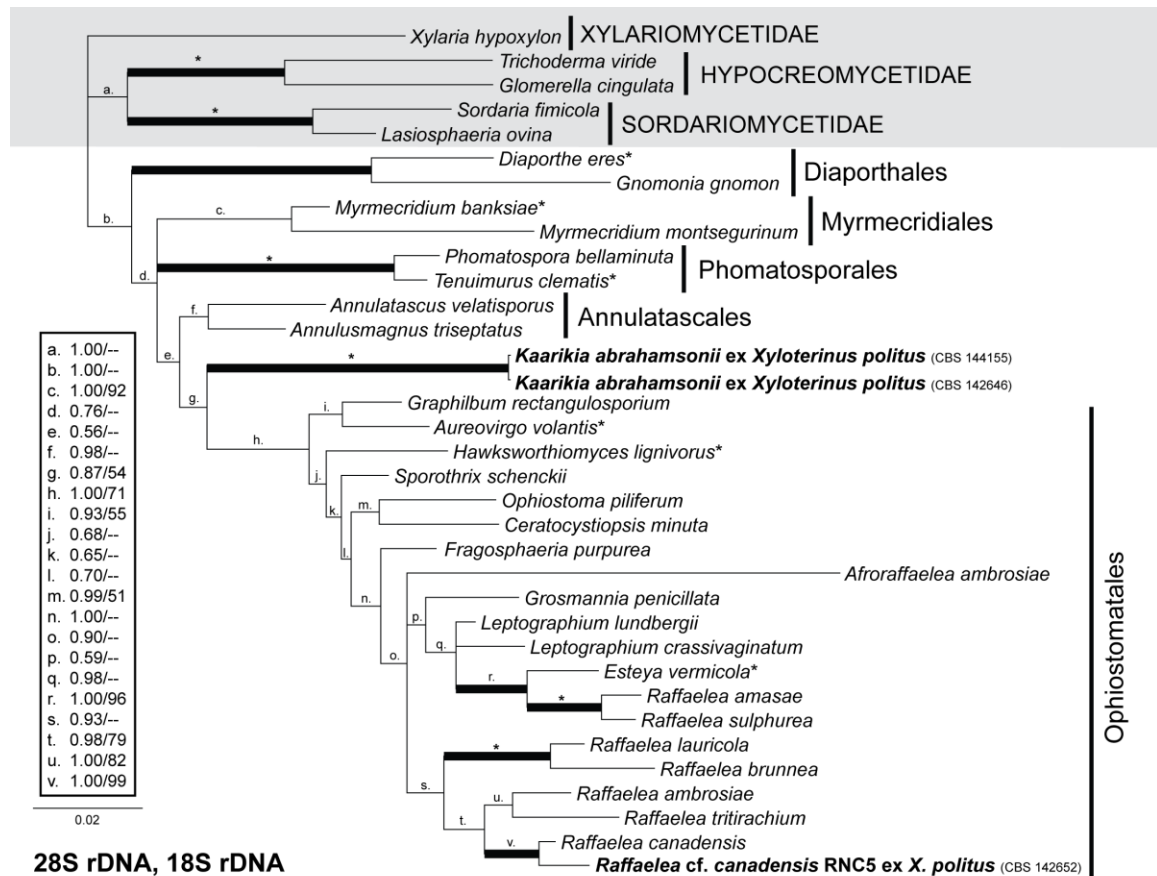 Xylaria hypoxylon
XYLARIOMYCETIDAE
*
Trichoderma viride
Glomerella cingulata
HYPOCREOMYCETIDAE
a.
*
Sordaria fimicola
Lasiosphaeria ovina
SORDARIOMYCETIDAE
Diaporthe eres*
Gnomonia gnomon
Diaporthales
b.
c.
Myrmecridium banksiae*
Myrmecridium montsegurinum
Myrmecridiales
d.
*
Phomatospora bellaminuta
Tenuimurus clematis*
Phomatosporales
f.
Annulatascus velatisporus
Annulusmagnus triseptatus
Annulatascales
e.
*
Kaarikia abrahamsonii ex Xyloterinus politus (CBS 144155)
Kaarikia abrahamsonii ex Xyloterinus politus (CBS 142646)
g.
h.
i.
Graphilbum rectangulosporium
Aureovirgo volantis*
j.
Hawksworthiomyces lignivorus*
k.
Sporothrix schenckii
l.
m.
Ophiostoma piliferum
Ceratocystiopsis minuta
n.
Fragosphaeria purpurea
Afroraffaelea ambrosiae
o.
p.
Grosmannia penicillata
q.
Leptographium lundbergii
Leptographium crassivaginatum
r.
Esteya vermicola*
*
Raffaelea amasae
Raffaelea sulphurea
s.
*
Raffaelea lauricola
Raffaelea brunnea
t.
u.
Raffaelea ambrosiae
Raffaelea tritirachium
v.
Raffaelea canadensis
Raffaelea cf. canadensis RNC5 ex X. politus (CBS 142652)
Ophiostomatales
a. 1.00/--
b. 1.00/--
c. 1.00/92
d. 0.76/--
e. 0.56/--
f. 0.98/--
g. 0.87/54
h. 1.00/71
i. 0.93/55
j. 0.68/--
k. 0.65/--
l. 0.70/--
m. 0.99/51
n. 1.00/--
o. 0.90/--
p. 0.59/--
q. 0.98/--
r. 1.00/96
s. 0.93/--
t. 0.98/79
u. 1.00/82
v. 1.00/99
0.02
28S rDNA, 18S rDNA